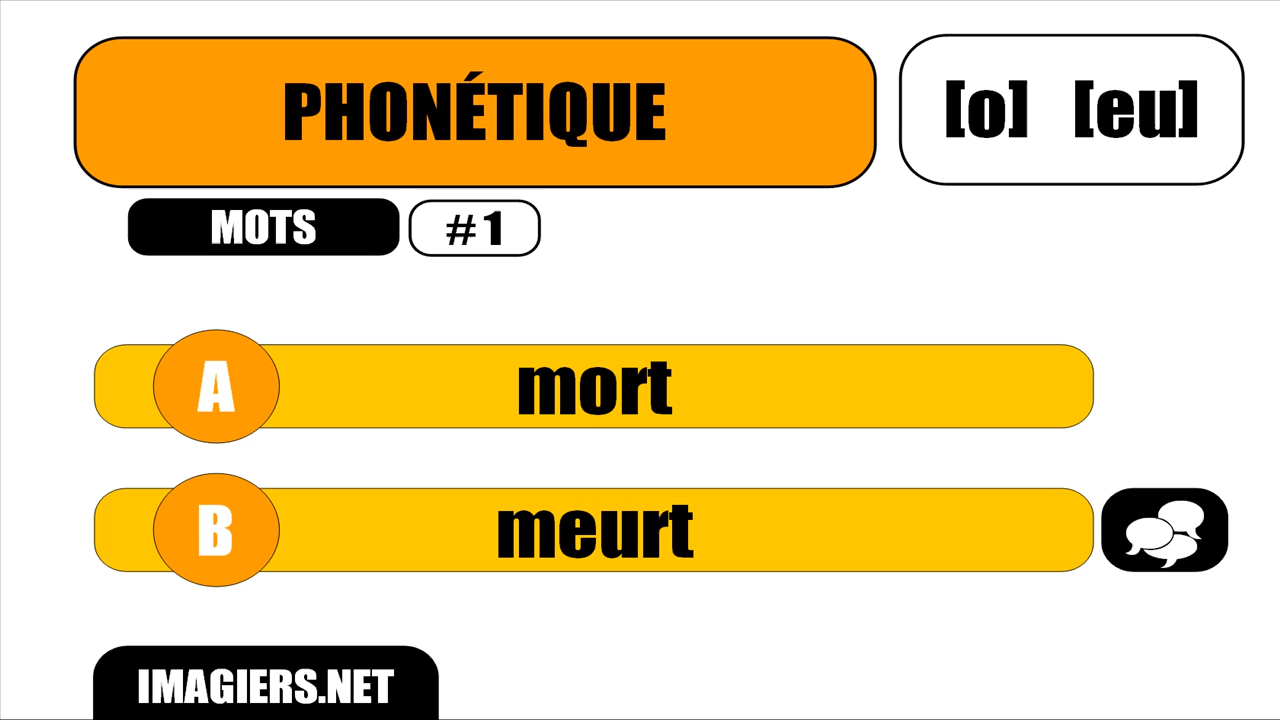 PHONÉTIQUE
[o] [eu]
MOTS #1
A mort
B meurt
IMAGIERS.NET